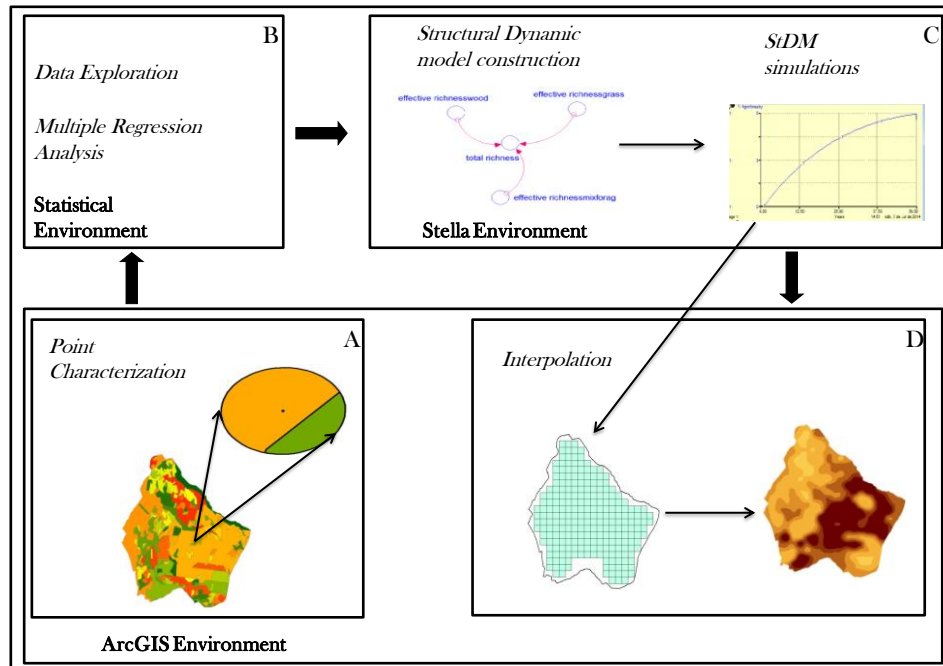 B
Data Exploration
Multiple Regression
Analysis
Statistical
Environment
C
Structural Dynamic
model construction
effective richnesswood
effective richnessgrass
total richness
effective richnessmixforag
Stella Environment
StDM
simulations
Years
A
Point
Characterization
ArcGIS Environment
D
Interpolation